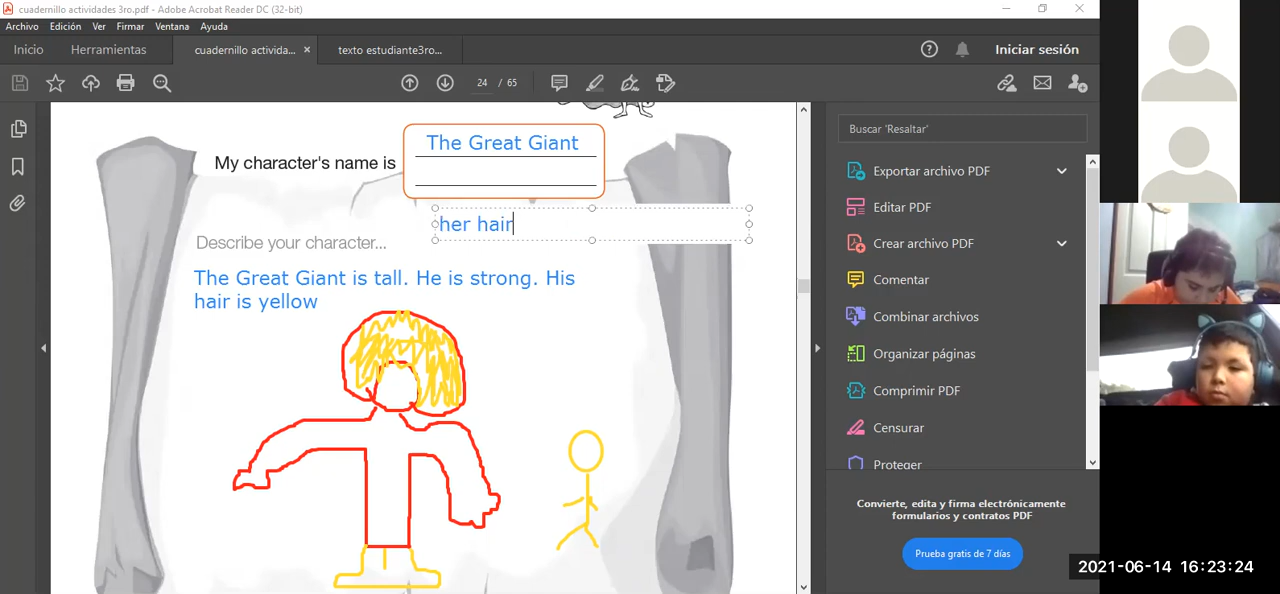 cuadernillo actividades 3ro.pdf - Adobe Acrobat Reader DC (32-bit)
Archivo Edición Ver Firmar Ventana Ayuda
Inicio Herramientas cuadernillo activida... × texto estudiante3ro... Iniciar sesión
24 / 65
My character's name is The Great Giant
her hair
Describe your character...
The Great Giant is tall. He is strong. His
hair is yellow
Buscar 'Resaltar'
Exportar archivo PDF
Editar PDF
Crear archivo PDF
Comentar
Combinar archivos
Organizar páginas
Comprimir PDF
Censurar
Proteger
Convierte, edita y firma electrónicamente
formularios y contratos PDF
Prueba gratis de 7 días
2021-06-14 16:23:24